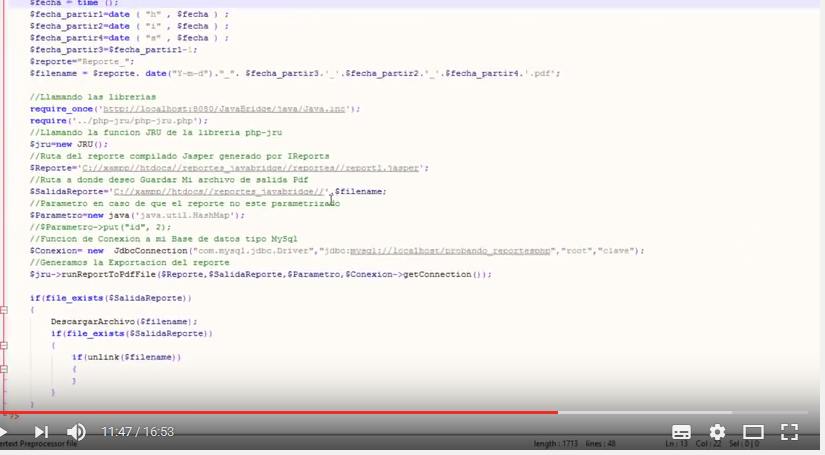 $fecha = time ();
$fecha_partir1=date ( "h" , $fecha ) ;
$fecha_partir2=date ( "i" , $fecha ) ;
$fecha_partir4=date ( "s" , $fecha ) ;
$fecha_partir3=$fecha_partir1-1;
$reporte="Reporte_";
$filename = $reporte. date("Y-m-d")."_". $fecha_partir3.'_'.$fecha_partir2.'_'.$fecha_partir4.'.pdf';
//Llamando las librerias
require_once('http://localhost:8080/JavaBridge/java/Java.inc');
require('../php-jru/php-jru.php');
//Llamando la funcion JRU de la libreria php-jru
$jru=new JRU();
//Ruta del reporte compilado Jasper generado por IReports
$Reporte='C://xampp//htdocs//reportes_javabridge//reportes//report1.jasper';
//Ruta a donde deseo Guardar Mi archivo de salida Pdf
$SalidaReporte='C://xampp//htdocs//reportes_javabridge//'.$filename;
//Parametro en caso de que el reporte no este parametrizado
$Parametro=new java('java.util.HashMap');
//$Parametro->put("id", 2);
//Funcion de Conexion a mi Base de datos tipo MySql
$Conexion= new JdbcConnection("com.mysql.jdbc.Driver","jdbc:mysql://localhost/probando_reportesphp","root","clave");
//Generamos la Exportacion del reporte
$jru->runReportToPdfFile($Reporte,$SalidaReporte,$Parametro,$Conexion->getConnection());
if(file_exists($SalidaReporte))
{
DescargarArchivo($filename);
if(file_exists($SalidaReporte))
{
if(unlink($filename))
{
}
}
}
?>
11:47 / 16:53
ertext Preprocessor file length : 1713 lines : 48 Ln : 13 Col : 22 Sel : 0 | 0